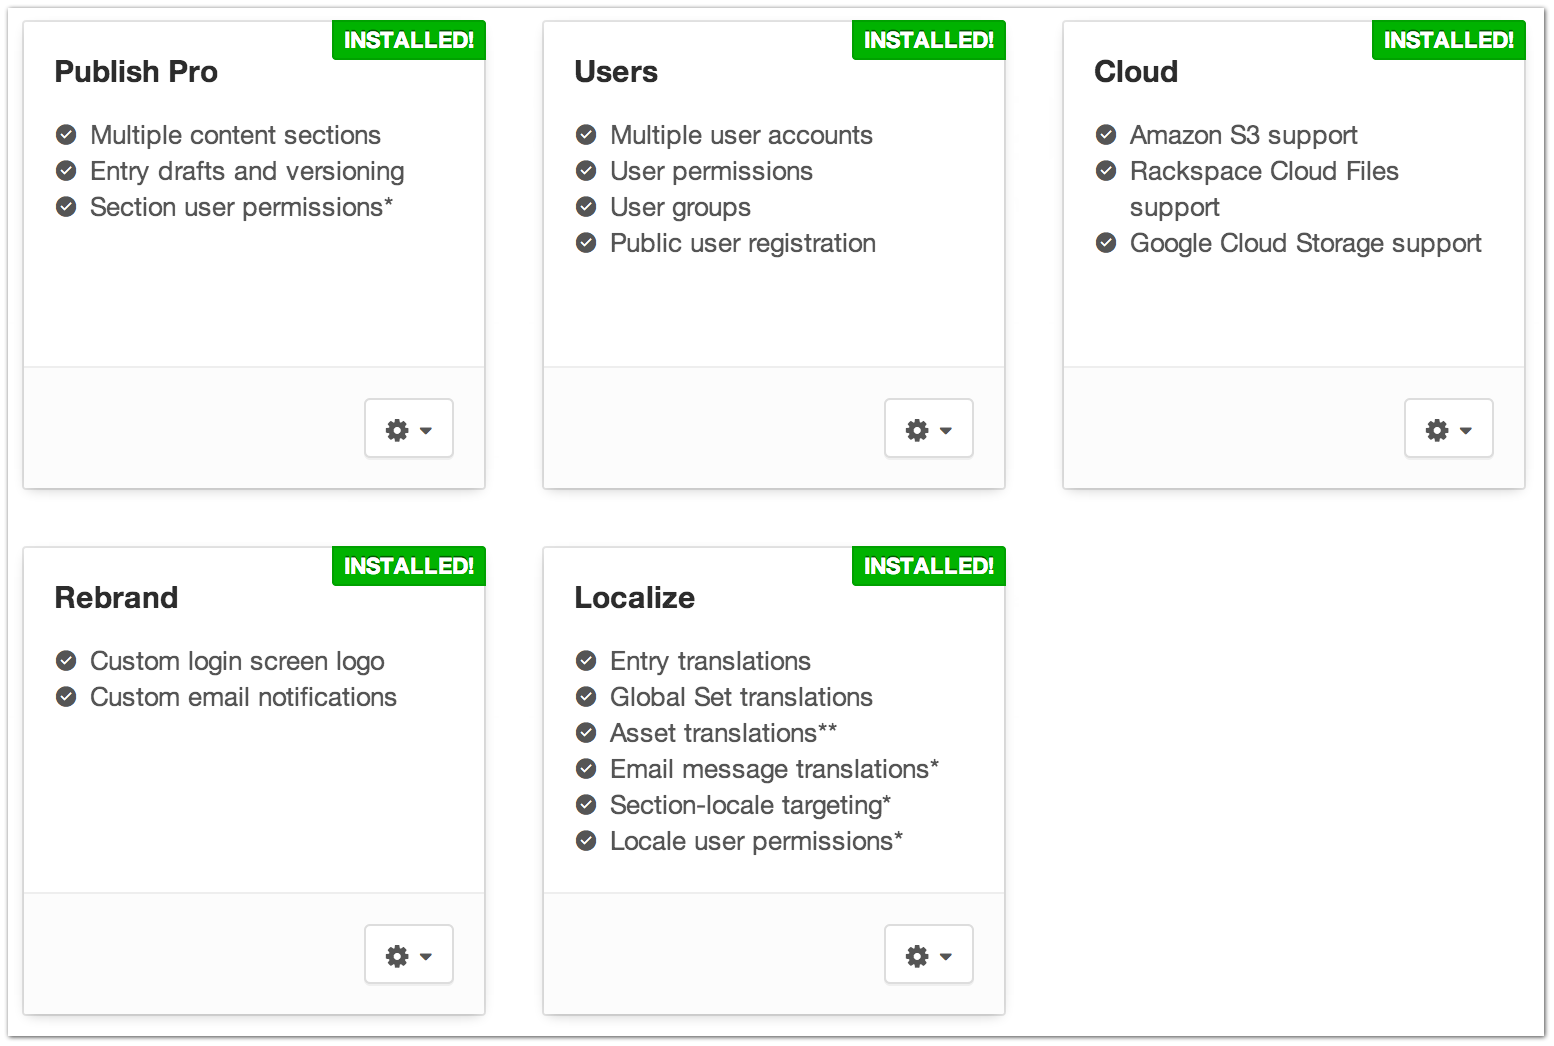 INSTALLED!
Publish Pro
Multiple content sections
Entry drafts and versioning
Section user permissions*
INSTALLED!
Users
Multiple user accounts
User permissions
User groups
Public user registration
INSTALLED!
Cloud
Amazon S3 support
Rackspace Cloud Files
support
Google Cloud Storage support
INSTALLED!
Rebrand
Custom login screen logo
Custom email notifications
INSTALLED!
Localize
Entry translations
Global Set translations
Asset translations**
Email message translations*
Section-locale targeting*
Locale user permissions*